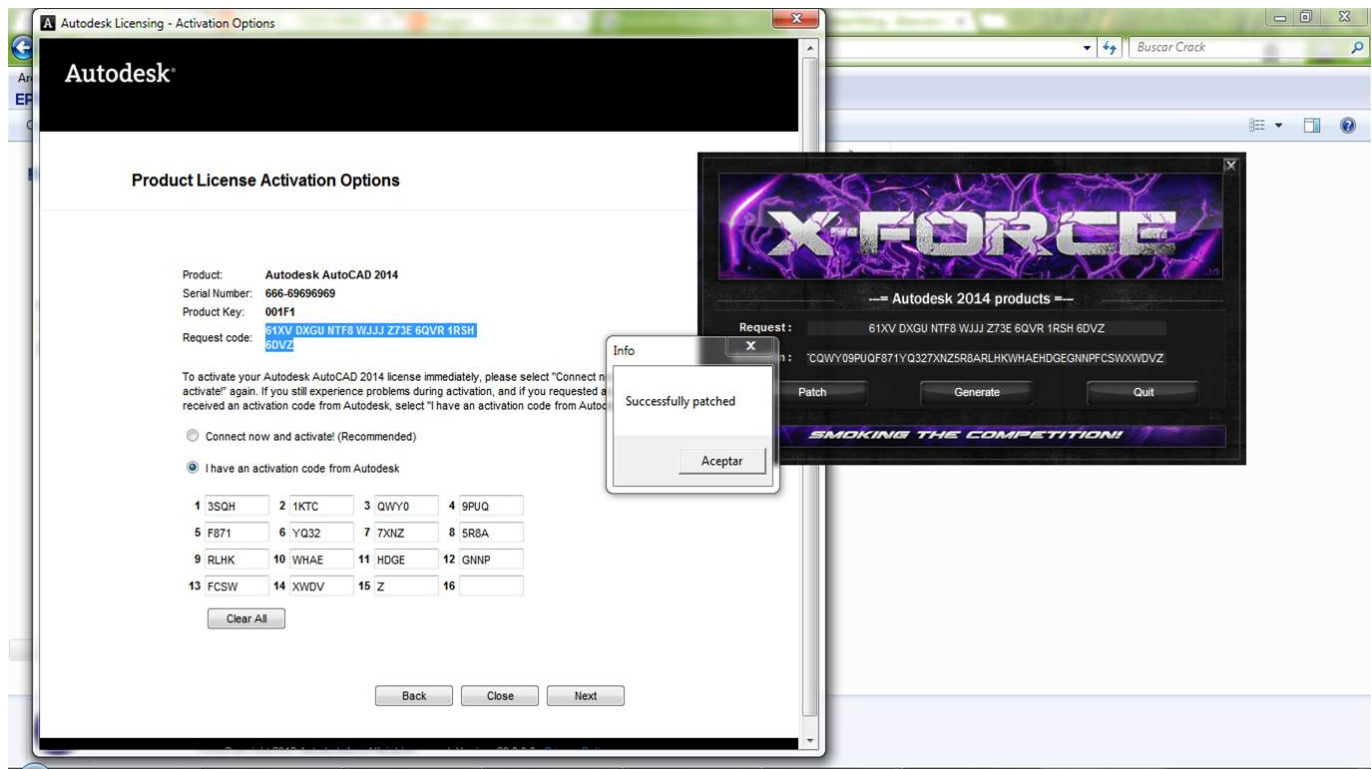 Autodesk Licensing - Activation Options
Buscar Crack
Autodesk
Product License Activation Options
Product: Autodesk AutoCAD 2014
Serial Number: 666-69696969
Product Key: 001F1
Request code: 61XV DXGU NTF8 WJJJ Z73E 6QVR 1RSH
6DVZ
To activate your Autodesk AutoCAD 2014 license immediately, please select "Connect
activate!" again. If you still experience problems during activation, and if you requested
received an activation code from Autodesk, select "I have an activation code from
Connect now and activate! (Recommended)
I have an activation code from Autodesk
1 3SQH 2 1KTC 3 QWY0 4 9PUQ
5 F871 6 YQ32 7 7XNZ 8 5R8A
9 RLHK 10 WHAE 11 HDGE 12 GNNP
13 FCSW 14 XWDV 15 Z 16
Clear All
Back Close Next
Info
Successfully patched
Aceptar
X-FORCE
---= Autodesk 2014 products =---
Request : 61XV DXGU NTF8 WJJJ Z73E 6QVR 1RSH 6DVZ
CQWY09PUQF871YQ327XNZ5R8ARLHKWHAEHDGEGNNPFCSWXWDVZ
Patch Generate Quit
SMOKING THE COMPETITION!